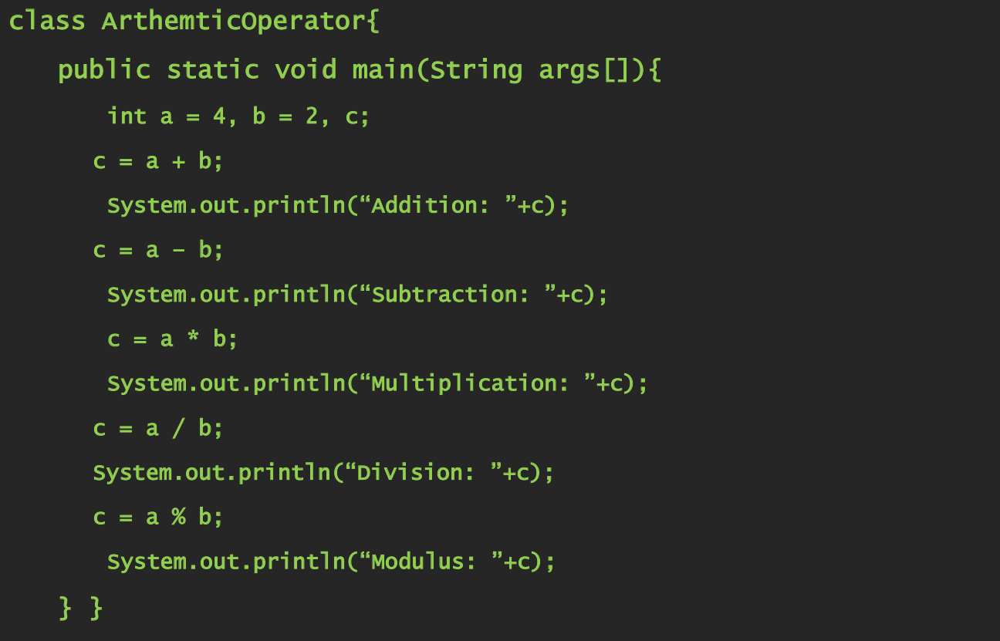 class ArthemticOperator{
public static void main(String args[]){
int a = 4, b = 2, c;
c = a + b;
System.out.println(“Addition: ”+c);
c = a – b;
System.out.println(“Subtraction: ”+c);
c = a * b;
System.out.println(“Multiplication: ”+c);
c = a / b;
System.out.println(“Division: ”+c);
c = a % b;
System.out.println(“Modulus: ”+c);
} }